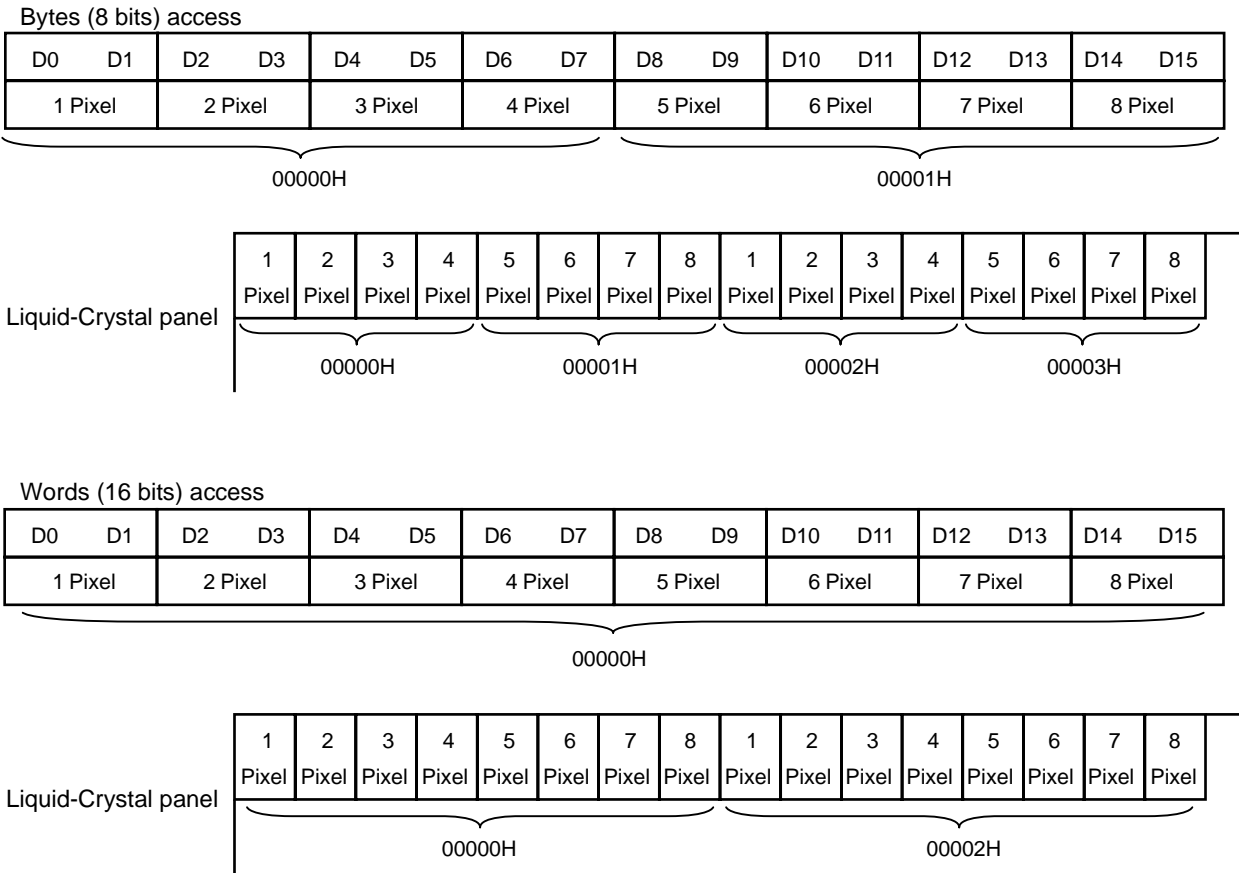 Bytes (8 bits) access
D0 D1 D2 D3 D4 D5 D6 D7 D8 D9 D10 D11 D12 D13 D14 D15
1 Pixel 2 Pixel 3 Pixel 4 Pixel 5 Pixel 6 Pixel 7 Pixel 8 Pixel
00000H 00001H
1 2 3 4 5 6 7 8 1 2 3 4 5 6 7 8
Pixel Pixel Pixel Pixel Pixel Pixel Pixel Pixel Pixel Pixel Pixel Pixel Pixel Pixel Pixel Pixel
Liquid-Crystal panel
00000H 00001H 00002H 00003H
Words (16 bits) access
D0 D1 D2 D3 D4 D5 D6 D7 D8 D9 D10 D11 D12 D13 D14 D15
1 Pixel 2 Pixel 3 Pixel 4 Pixel 5 Pixel 6 Pixel 7 Pixel 8 Pixel
00000H
1 2 3 4 5 6 7 8 1 2 3 4 5 6 7 8
Pixel Pixel Pixel Pixel Pixel Pixel Pixel Pixel Pixel Pixel Pixel Pixel Pixel Pixel Pixel Pixel
Liquid-Crystal panel
00000H 00002H